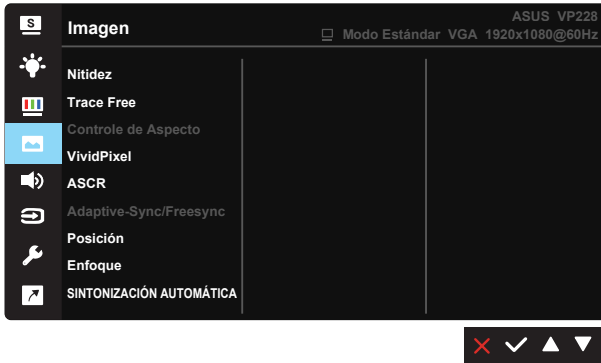 S
Imagen
ASUS VP228
Modo Estándar VGA 1920x1080@60Hz
Nitidez
Trace Free
Controle de Aspecto
VividPixel
ASCR
Adaptive-Sync/Freesync
Posición
Enfoque
SINTONIZACIÓN AUTOMÁTICA